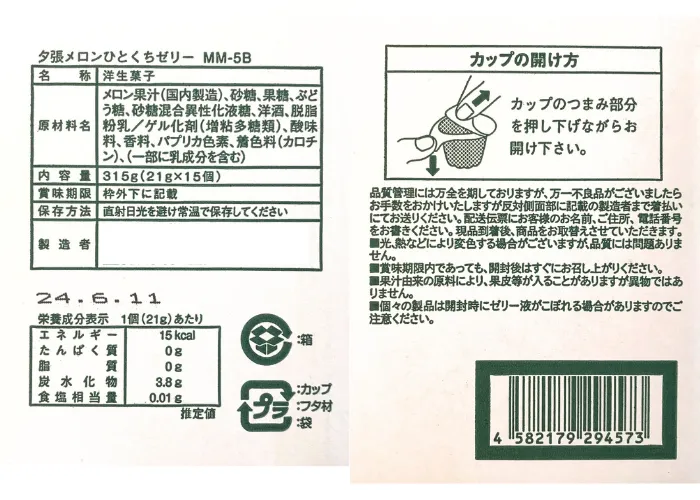 夕張メロンひとくちゼリー MM-5B
名称 洋生菓子
原材料名 メロン果汁(国内製造)、砂糖、果糖、ぶど
う糖、砂糖混合異性化液糖、洋酒、脱脂
粉乳/ゲル化剤(増粘多糖類)、酸味
料、香料、パプリカ色素、着色料(カロチ
ン)、(一部に乳成分を含む)
内容量 315g(21g×15個)
賞味期限 枠外下に記載
保存方法 直射日光を避け常温で保存してください
製造者
24.6.11
栄養成分表示 1個(21g)あたり
エネルギー 15kcal
たんぱく質 0g
脂質 0g
炭水化物 3.8g
食塩相当量 0.01g
推定値
:箱
プラ
:カップ
:フタ材
:袋
カップの開け方
カップのつまみ部分
を押し下げながらお
開け下さい。
品質管理には万全を期しておりますが、万一不良品がございましたら
お手数をおかけいたしますが反対側面部に記載の製造者まで着払い
にてお送りください。配送伝票にお客様のお名前、ご住所、電話番号
をお書きください。現品到着後、商品をお取替えさせていただきます。
■光、熱などにより変色する場合がございますが、品質には問題ありま
せん。
■賞味期限内であっても、開封後はすぐにお召し上がりください。
■果汁由来の原料により、果皮等が入ることがありますが異物ではあ
りません。
■個々の製品は開封時にゼリー液がこぼれる場合がありますのでご
注意ください。
4 582179 294573